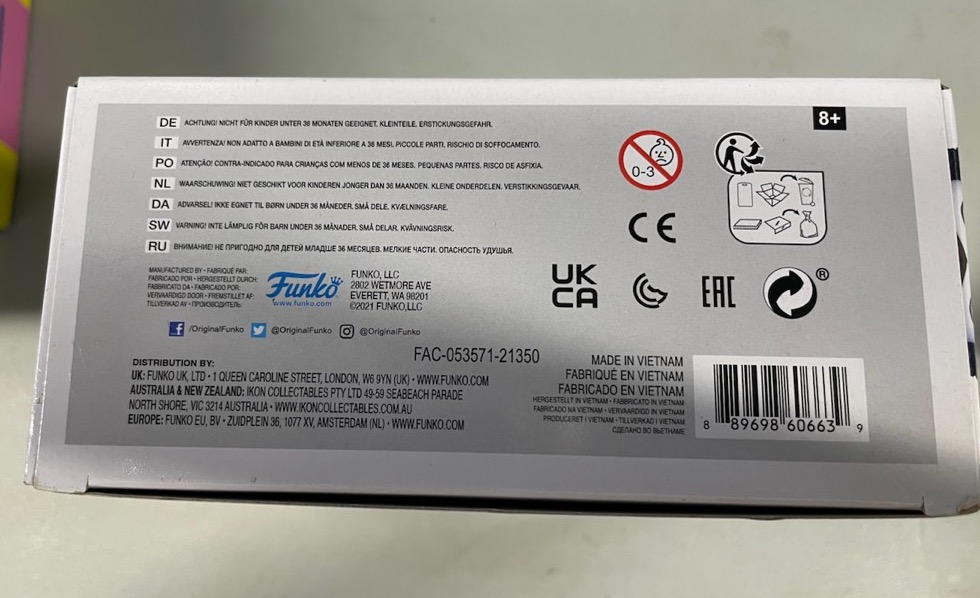 8+
DE ACHTUNG! NICHT FÜR KINDER UNTER 36 MONATEN GEEIGNET. KLEINTEILE. ERSTICKUNGSGEFAHR.
IT AVVERTENZA! NON ADATTO A BAMBINI DI ETÀ INFERIORE A 36 MESI. PICCOLE PARTI. RISCHIO DI SOFFOCAMENTO.
PO ATENÇÃO! CONTRA-INDICADO PARA CRIANÇAS COM MENOS DE 36 MESES. PEQUENAS PARTES. RISCO DE ASFIXIA.
NL WAARSCHUWING! NIET GESCHIKT VOOR KINDEREN JONGER DAN 36 MAANDEN. KLEINE ONDERDELEN. VERSTIKKINGSGEVAAR.
DA ADVARSEL! IKKE EGNET TIL BØRN UNDER 36 MÅNEDER. SMÅ DELE. KVÆLNINGSFARE.
SW VARNING! INTE LÄMPLIG FÖR BARN UNDER 36 MÅNADER. SMÅ DELAR. KVÄVNINGSRISK.
RU ВНИМАНИЕ! НЕ ПРИГОДНО ДЛЯ ДЕТЕЙ МЛАДШЕ 36 МЕСЯЦЕВ. МЕЛКИЕ ЧАСТИ. ОПАСНОСТЬ УДУШЬЯ.
0-3
CE
MANUFACTURED BY • FABRIQUÉ PAR:
FABRICADO POR • HERGESTELLT DURCH:
FABBRICATO DA • FABRICADO POR:
VERVAARDIGD DOOR • FREMSTILLET AF:
TILLVERKAD AV • ПРОИЗВОДИТЕЛЬ:
Funko
www.funko.com
FUNKO, LLC
2802 WETMORE AVE
EVERETT, WA 98201
©2021 FUNKO,LLC
UK
CA
EAC
®
/OriginalFunko @OriginalFunko @OriginalFunko
FAC-053571-21350
DISTRIBUTION BY:
UK: FUNKO UK, LTD • 1 QUEEN CAROLINE STREET, LONDON, W6 9YN (UK) • WWW.FUNKO.COM
AUSTRALIA & NEW ZEALAND: IKON COLLECTABLES PTY LTD 49-59 SEABEACH PARADE
NORTH SHORE, VIC 3214 AUSTRALIA • WWW.IKONCOLLECTABLES.COM.AU
EUROPE: FUNKO EU, BV • ZUIDPLEIN 36, 1077 XV, AMSTERDAM (NL) • WWW.FUNKO.COM
MADE IN VIETNAM
FABRIQUÉ EN VIETNAM
FABRICADO EN VIETNAM
HERGESTELLT IN VIETNAM • FABBRICATO IN VIETNAM
FABRICADO NA VIETNAM • VERVAARDIGD IN VIETNAM
PRODUCERET I VIETNAM • TILLVERKAD I VIETNAM
СДЕЛАНО ВО ВЬЕТНАМЕ
8 89698 60663 9